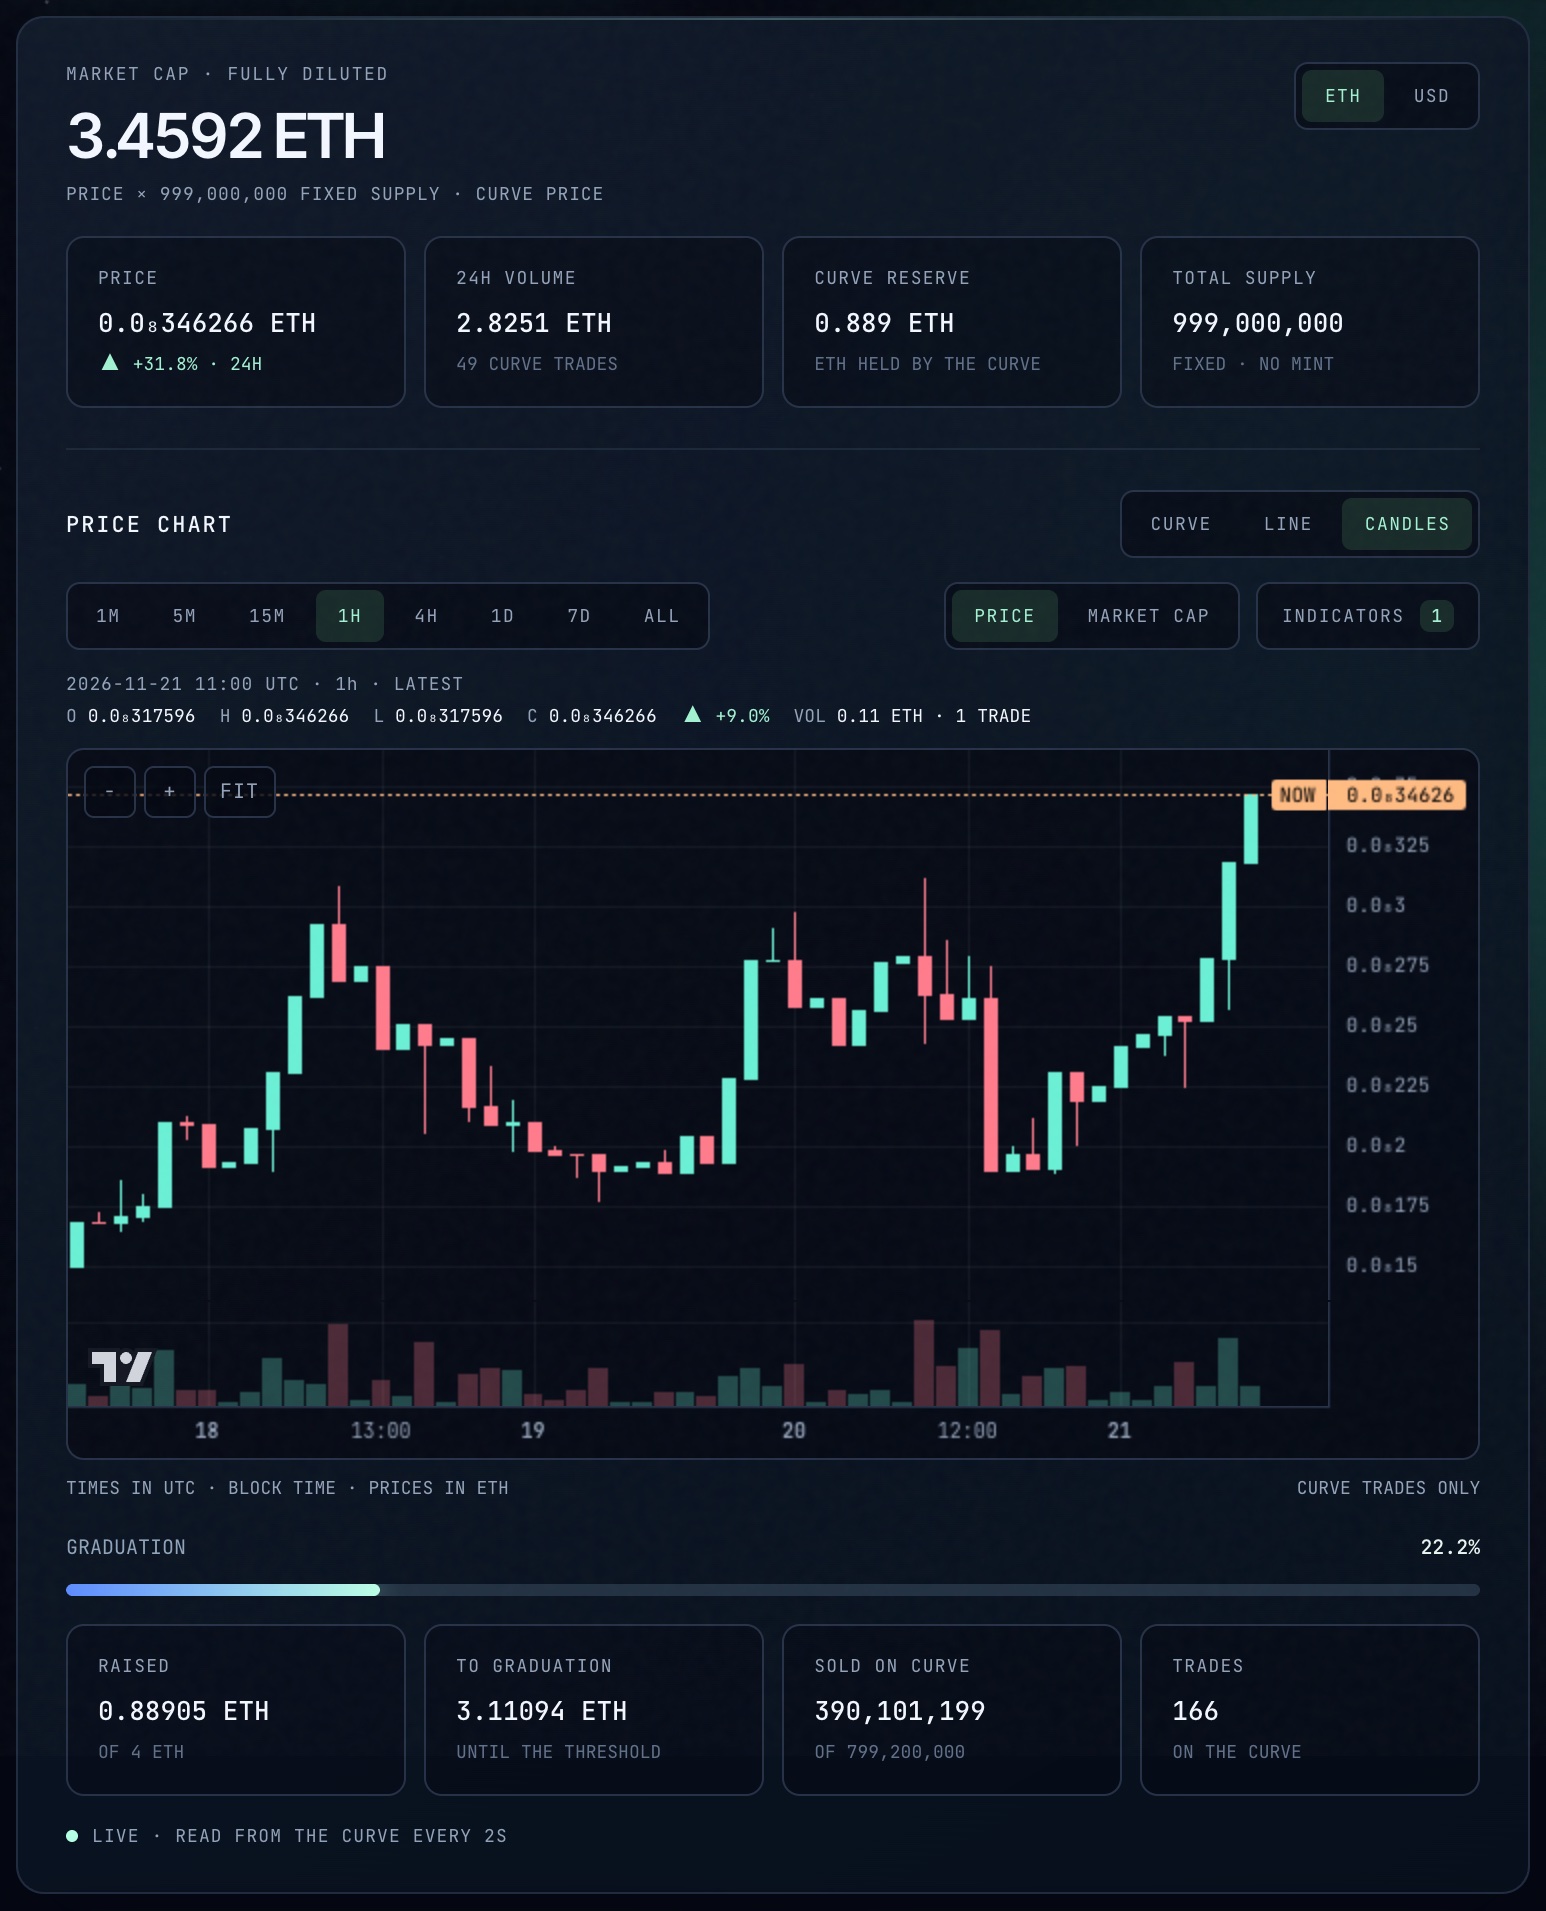 MARKET CAP · FULLY DILUTED
ETH USD
3.4592 ETH
PRICE × 999,000,000 FIXED SUPPLY · CURVE PRICE
PRICE
0.0₈346266 ETH
▲ +31.8% · 24H
24H VOLUME
2.8251 ETH
49 CURVE TRADES
CURVE RESERVE
0.889 ETH
ETH HELD BY THE CURVE
TOTAL SUPPLY
999,000,000
FIXED · NO MINT
PRICE CHART
CURVE LINE CANDLES
1M 5M 15M 1H 4H 1D 7D ALL
PRICE MARKET CAP
INDICATORS 1
2026-11-21 11:00 UTC · 1h · LATEST
O 0.0₈317596 H 0.0₈346266 L 0.0₈317596 C 0.0₈346266 ▲ +9.0% VOL 0.11 ETH · 1 TRADE
- + FIT
NOW 0.0₈34626
0.0₈325
0.0₈3
0.0₈275
0.0₈25
0.0₈225
0.0₈2
0.0₈175
0.0₈15
18 13:00 19 20 12:00 21
TIMES IN UTC · BLOCK TIME · PRICES IN ETH
CURVE TRADES ONLY
GRADUATION
22.2%
RAISED
0.88905 ETH
OF 4 ETH
TO GRADUATION
3.11094 ETH
UNTIL THE THRESHOLD
SOLD ON CURVE
390,101,199
OF 799,200,000
TRADES
166
ON THE CURVE
LIVE · READ FROM THE CURVE EVERY 2S